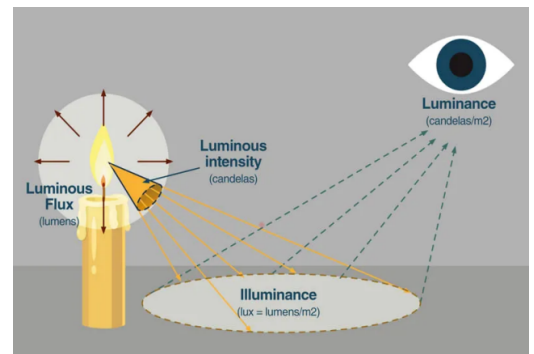 Luminance
(candelas/m2)
Luminous
intensity
(candelas)
Luminous
Flux
(lumens)
Illuminance
(lux = lumens/m2)